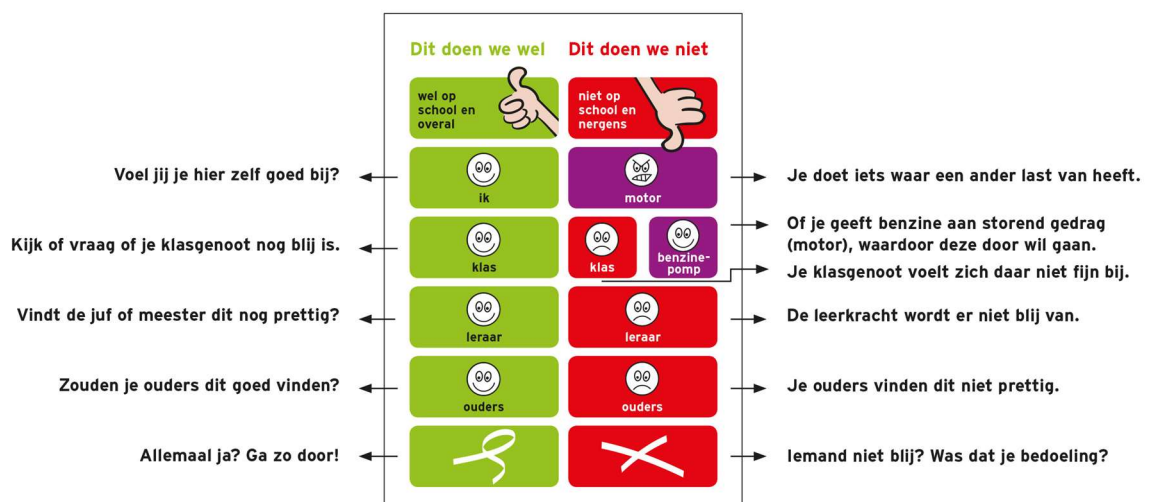 Dit doen we wel
Dit doen we niet
wel op
school en
overal
niet op
school en
nergens
Voel jij je hier zelf goed bij?
ik
motor
Je doet iets waar een ander last van heeft.
Kijk of vraag of je klasgenoot nog blij is.
klas
klas
benzine-
pomp
Of je geeft benzine aan storend gedrag
(motor), waardoor deze door wil gaan.
Je klasgenoot voelt zich daar niet fijn bij.
Vindt de juf of meester dit nog prettig?
leraar
leraar
De leerkracht wordt er niet blij van.
Zouden je ouders dit goed vinden?
ouders
ouders
Je ouders vinden dit niet prettig.
Allemaal ja? Ga zo door!
Iemand niet blij? Was dat je bedoeling?